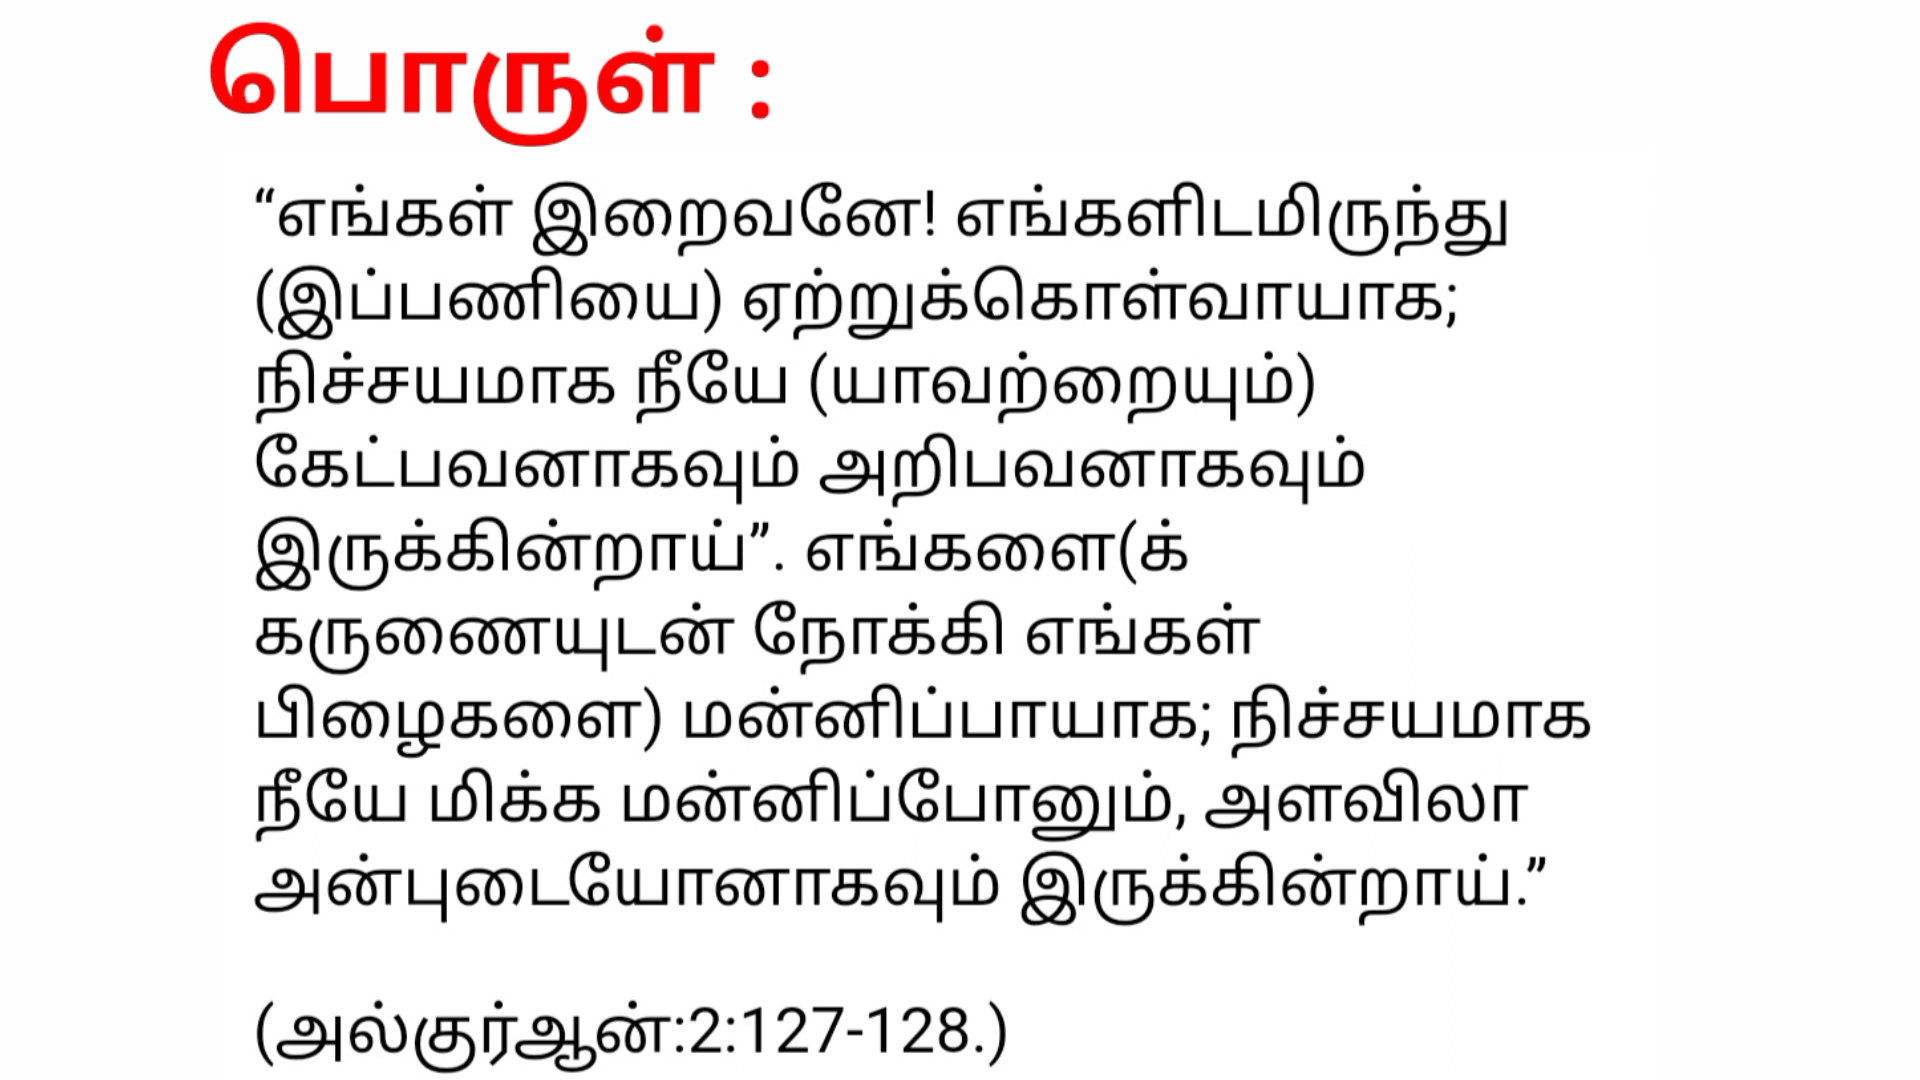 பொருள் :
“எங்கள் இறைவனே! எங்களிடமிருந்து
(இப்பணியை) ஏற்றுக்கொள்வாயாக;
நிச்சயமாக நீயே (யாவற்றையும்)
கேட்பவனாகவும் அறிபவனாகவும்
இருக்கின்றாய்”. எங்களை(க்
கருணையுடன் நோக்கி எங்கள்
பிழைகளை) மன்னிப்பாயாக; நிச்சயமாக
நீயே மிக்க மன்னிப்போனும், அளவிலா
அன்புடையோனாகவும் இருக்கின்றாய்.”
(அல்குர்ஆன்:2:127-128.)